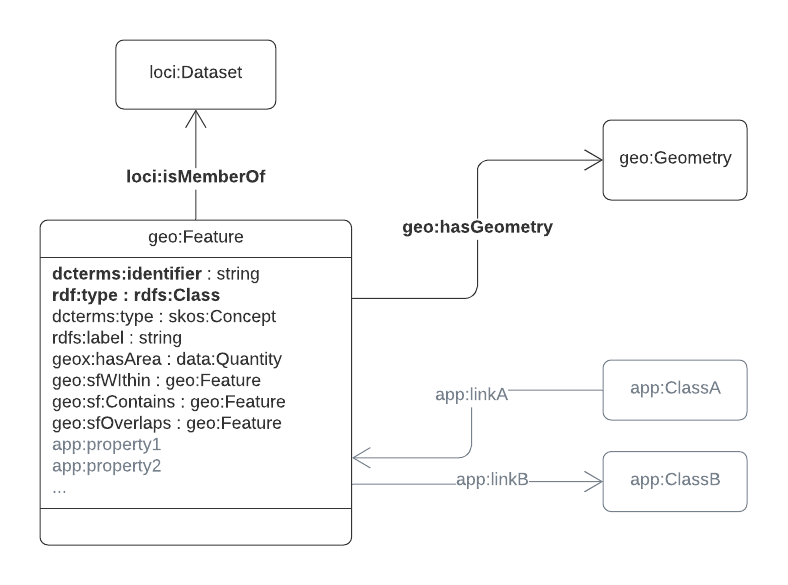 loci:Dataset
loci:isMemberOf
geo:Geometry
geo:hasGeometry
geo:Feature
dcterms:identifier : string
rdf:type : rdfs:Class
dcterms:type : skos:Concept
rdfs:label : string
geox:hasArea : data:Quantity
geo:sfWIthin : geo:Feature
geo:sf:Contains : geo:Feature
geo:sfOverlaps : geo:Feature
app:property1
app:property2
...
app:linkA
app:ClassA
app:linkB
app:ClassB